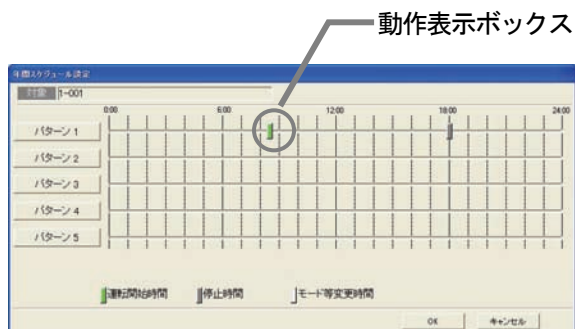 動作表示ボックス
年間スケジュール設定
対象 1-001
0:00 6:00 12:00 18:00 24:00
パターン 1
パターン 2
パターン 3
パターン 4
パターン 5
運転開始時間 停止時間 モード等変更時間
OK キャンセル